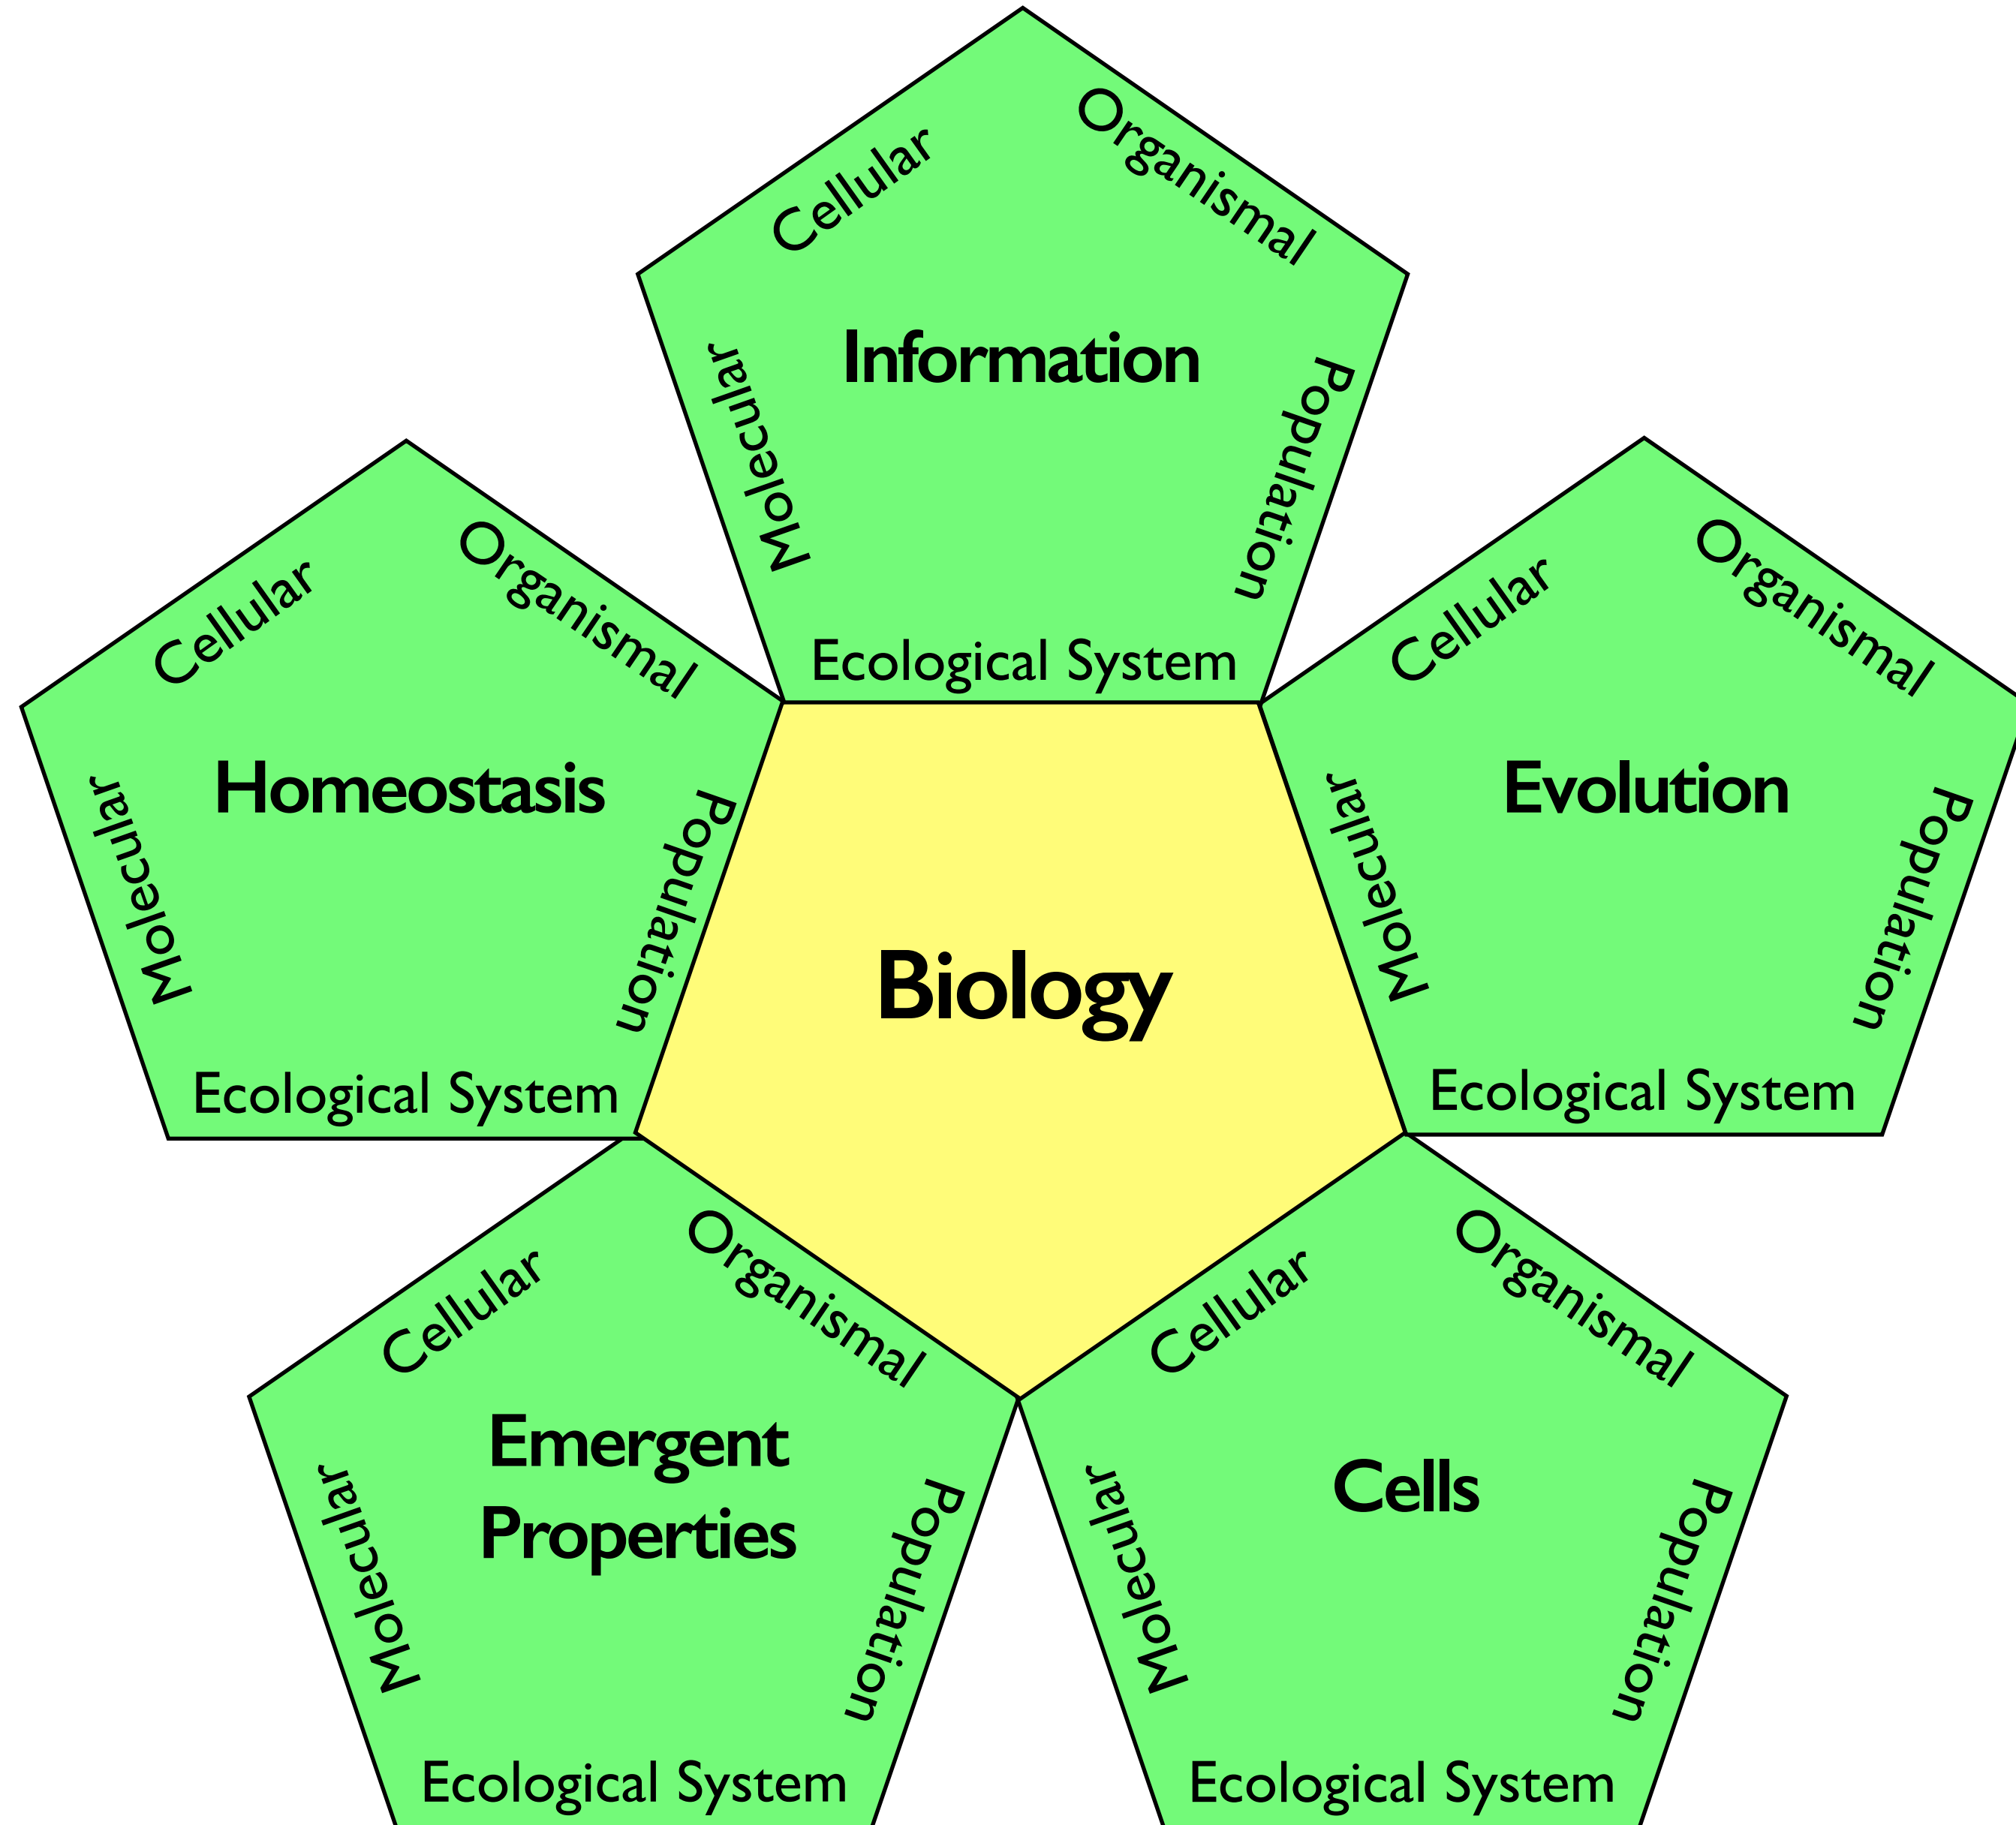 Cellular
Organismal
Information
Molecular
Population
Ecological System
Cellular
Organismal
Homeostasis
Molecular
Population
Ecological System
Cellular
Organismal
Evolution
Molecular
Population
Ecological System
Biology
Cellular
Organismal
Emergent
Properties
Molecular
Population
Ecological System
Cellular
Organismal
Cells
Molecular
Population
Ecological System